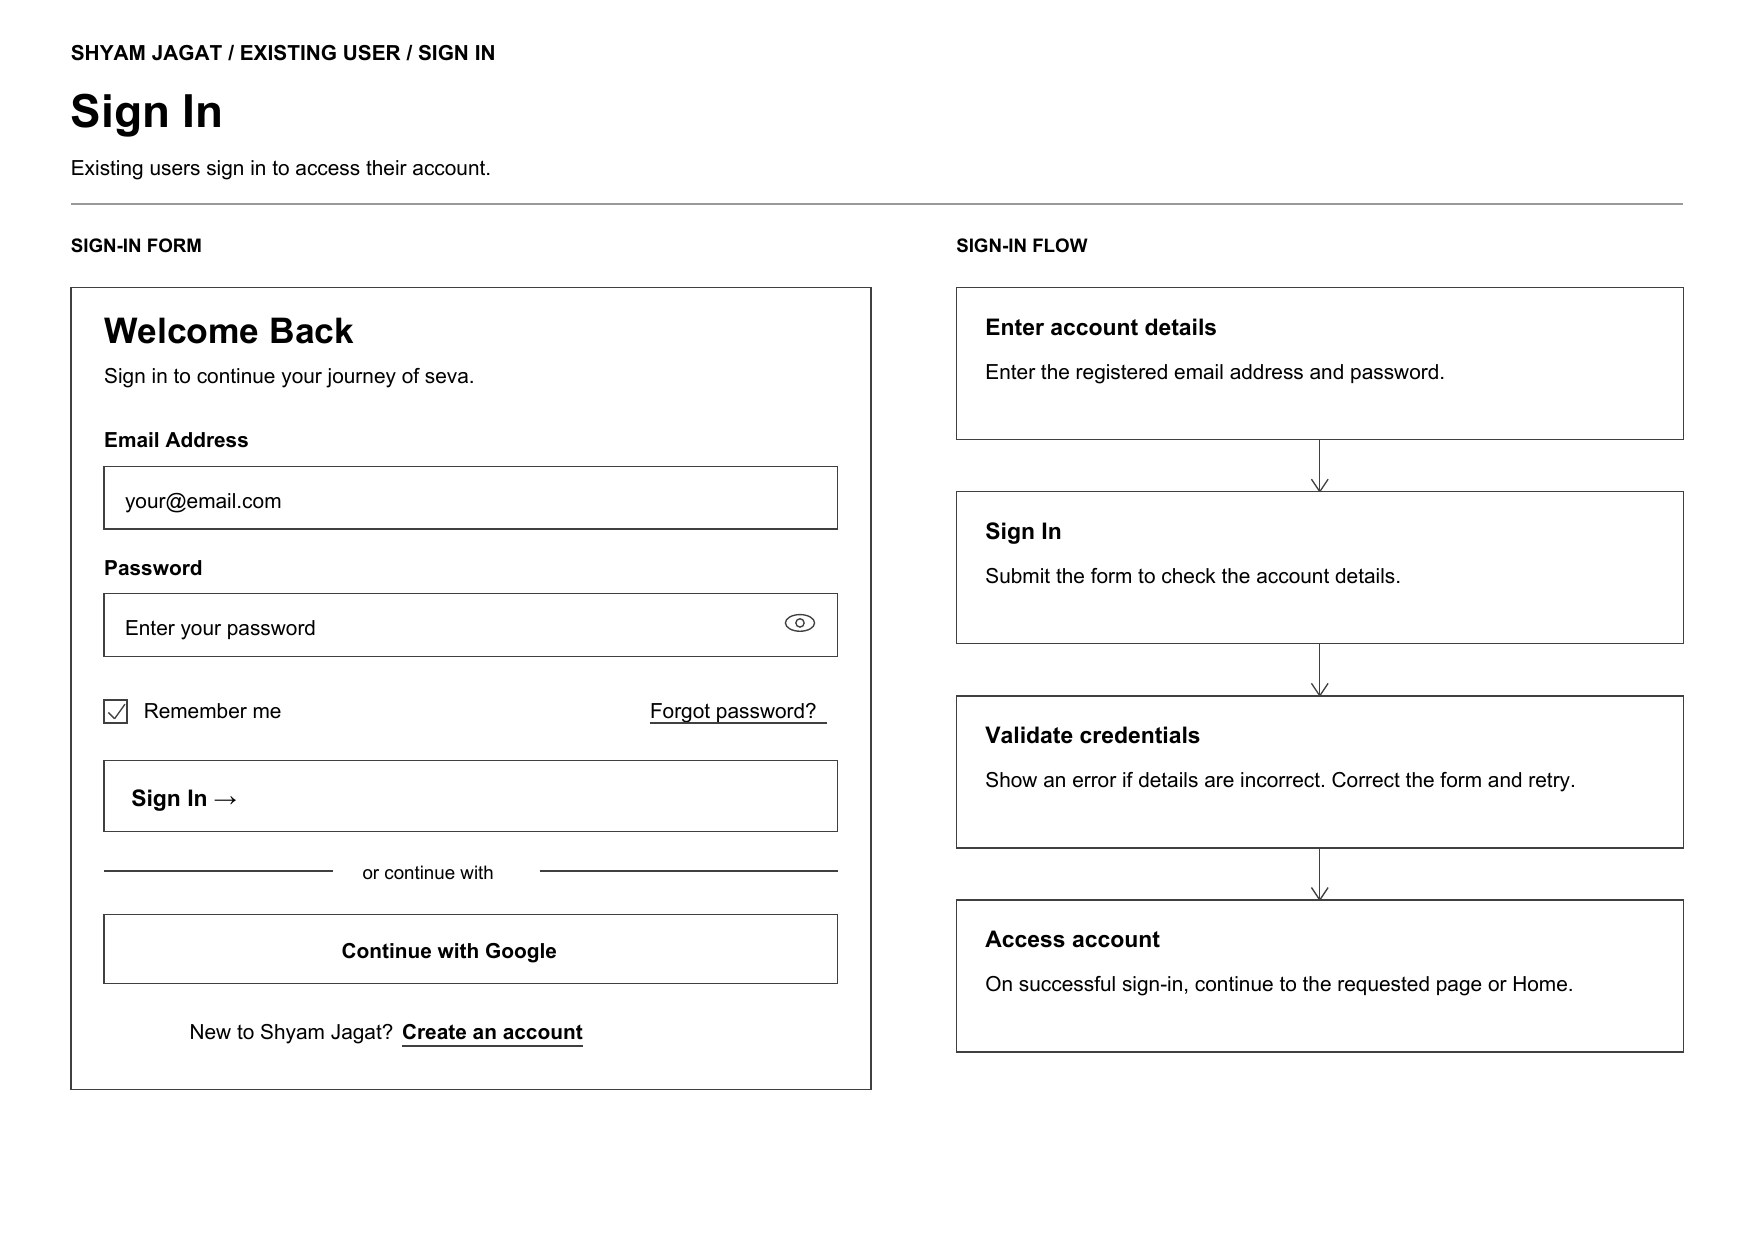 SHYAM JAGAT / EXISTING USER / SIGN IN
Sign In
Existing users sign in to access their account.
SIGN-IN FORM
Welcome Back
Sign in to continue your journey of seva.
Email Address
your@email.com
Password
Enter your password
Remember me
Forgot password?
Sign In →
or continue with
Continue with Google
New to Shyam Jagat? Create an account
SIGN-IN FLOW
Enter account details
Enter the registered email address and password.
Sign In
Submit the form to check the account details.
Validate credentials
Show an error if details are incorrect. Correct the form and retry.
Access account
On successful sign-in, continue to the requested page or Home.